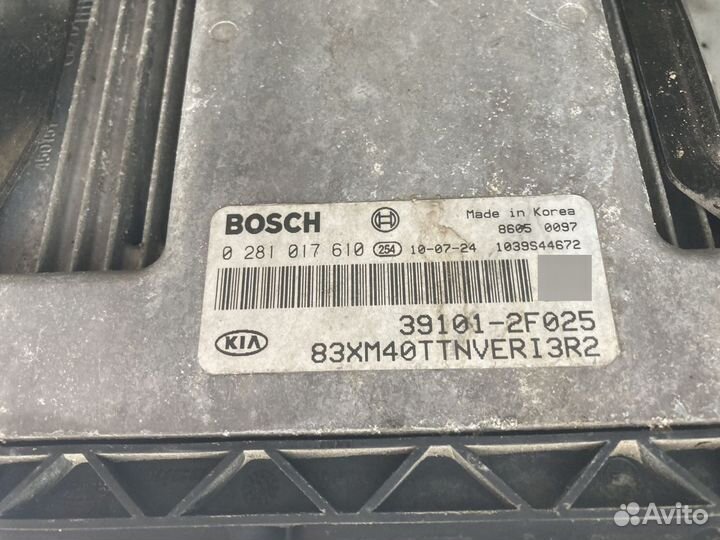 BOSCH
Made in Korea
8605 0097
0 281 017 610 254 10-07-24 1039S44672
39101-2F025
KIA
83XM40TTNVERI3R2
Avito